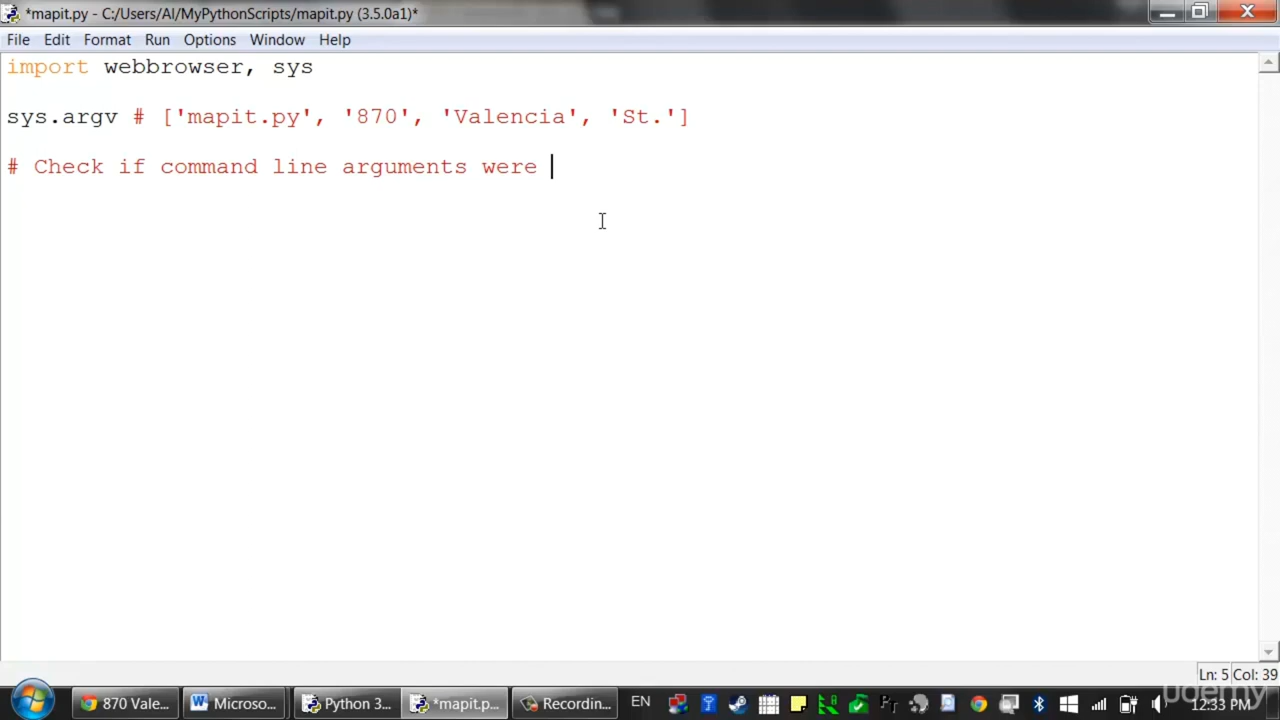 *mapit.py - C:/Users/Al/MyPythonScripts/mapit.py (3.5.0a1)*
File Edit Format Run Options Window Help
import webbrowser, sys
sys.argv # ['mapit.py', '870', 'Valencia', 'St.']
# Check if command line arguments were
Ln: 5 Col: 39
870 Vale... Microso... Python 3... *mapit.p... Recordin... EN 12:33 PM
udemy